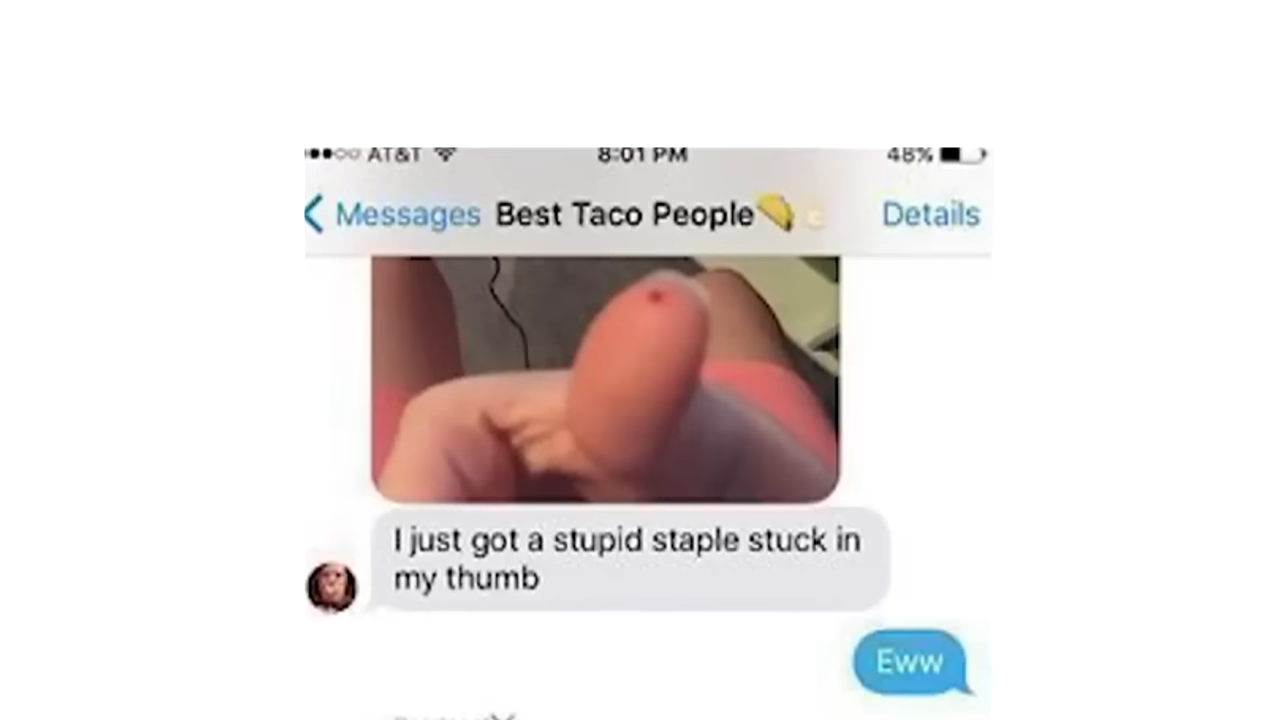 AT&T 8:01 PM 48%
Messages Best Taco People🌮 Details
I just got a stupid staple stuck in
my thumb
Eww